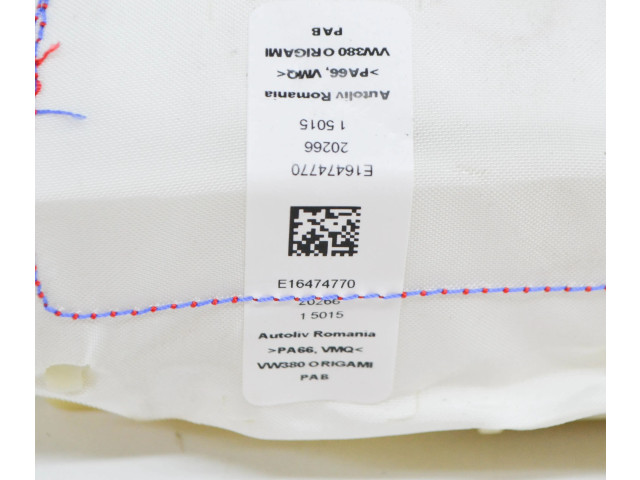 PAB
VW380 ORIGAMI
>PA66, VMQ<
Autoliv Romania
1 5015
20266
E16474770
E16474770
20266
1 5015
Autoliv Romania
>PA66, VMQ<
VW380 ORIGAMI
PAB